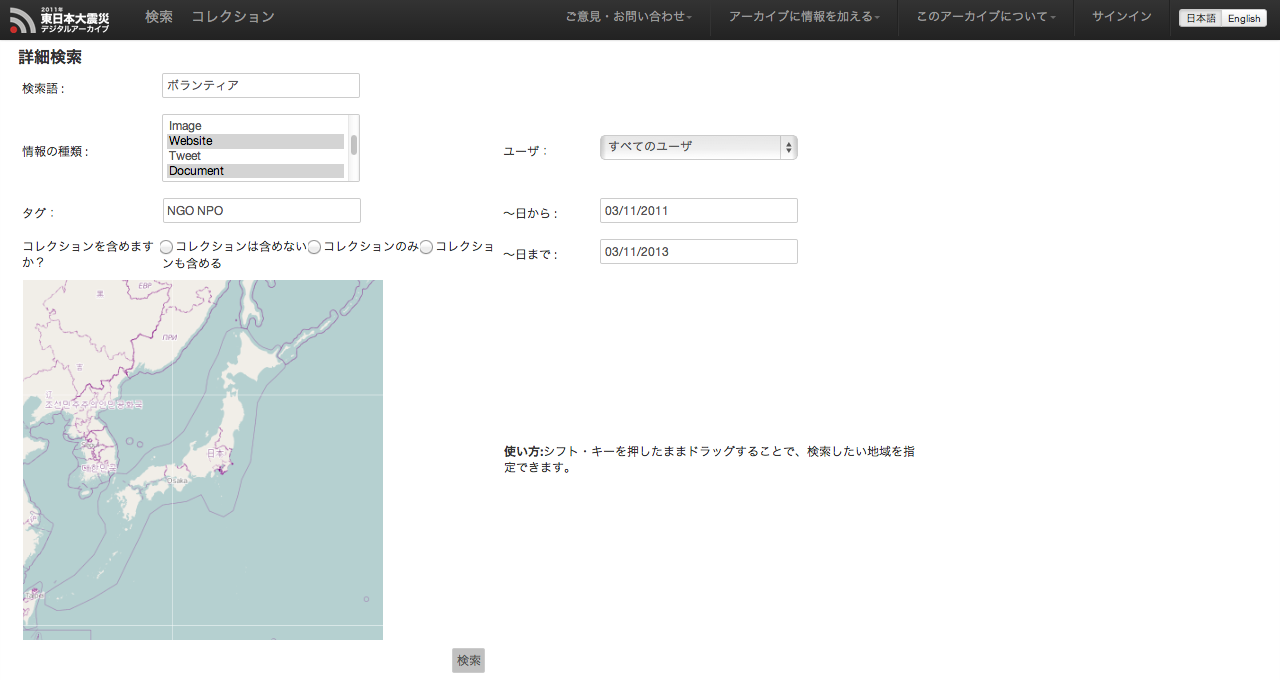 2011年
東日本大震災
デジタルアーカイブ
検索 コレクション ご意見・お問い合わせ アーカイブに情報を加える このアーカイブについて サインイン 日本語 English
詳細検索
検索語 : ボランティア
情報の種類 :
Image
Website
Tweet
Document
ユーザ : すべてのユーザ
タグ : NGO NPO
〜日から : 03/11/2011
コレクションを含めます
か？
コレクションは含めない コレクションのみ コレクショ
ンも含める
〜日まで : 03/11/2013
ЕВР
黑
ПРИ
吉
辽
조선민주주의인민공화국
日本
대한민국
Osaka
使い方:シフト・キーを押したままドラッグすることで、検索したい地域を指
定できます。
検索